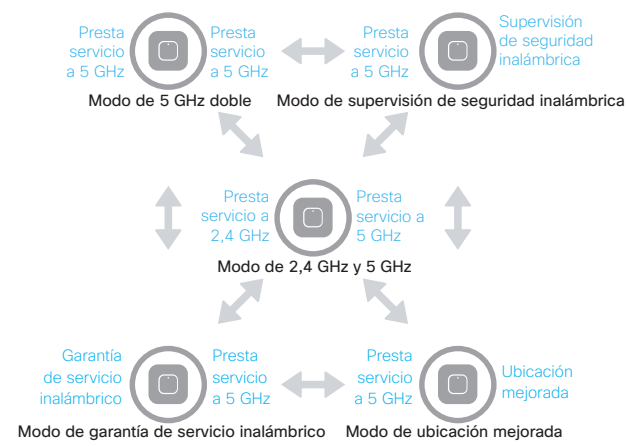 Presta
servicio
a 5 GHz
Presta
servicio
a 5 GHz
Modo de 5 GHz doble
Presta
servicio
a 5 GHz
Supervisión
de seguridad
inalámbrica
Modo de supervisión de seguridad inalámbrica
Presta
servicio a
2,4 GHz
Presta
servicio a
5 GHz
Modo de 2,4 GHz y 5 GHz
Garantía
de servicio
inalámbrico
Presta
servicio
a 5 GHz
Modo de garantía de servicio inalámbrico
Presta
servicio
a 5 GHz
Ubicación
mejorada
Modo de ubicación mejorada